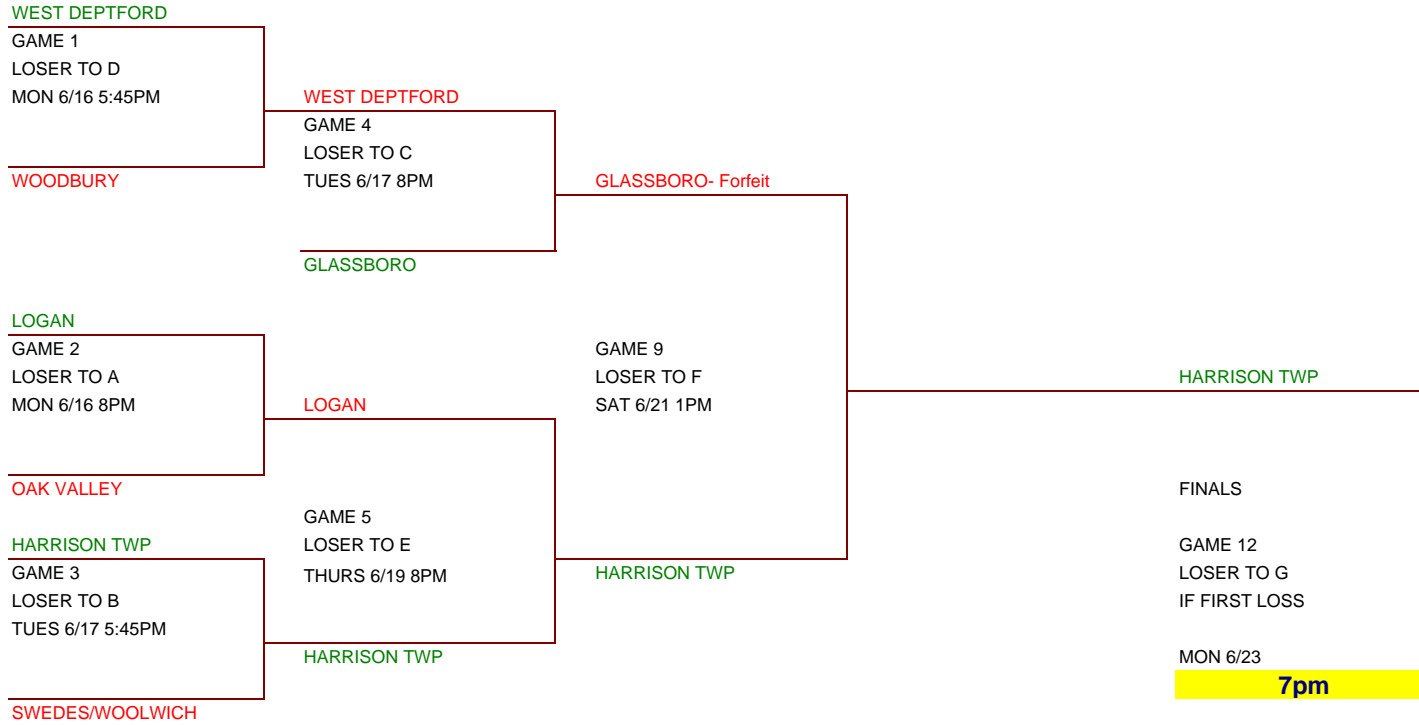 WEST DEPTFORD
GAME 1
LOSER TO D
MON 6/16 5:45PM
WOODBURY
WEST DEPTFORD
GAME 4
LOSER TO C
TUES 6/17 8PM
GLASSBORO
GLASSBORO- Forfeit
LOGAN
GAME 2
LOSER TO A
MON 6/16 8PM
OAK VALLEY
LOGAN
GAME 5
LOSER TO E
THURS 6/19 8PM
HARRISON TWP
HARRISON TWP
GAME 3
LOSER TO B
TUES 6/17 5:45PM
SWEDES/WOOLWICH
GAME 9
LOSER TO F
SAT 6/21 1PM
HARRISON TWP
HARRISON TWP
FINALS
GAME 12
LOSER TO G
IF FIRST LOSS
MON 6/23
7pm